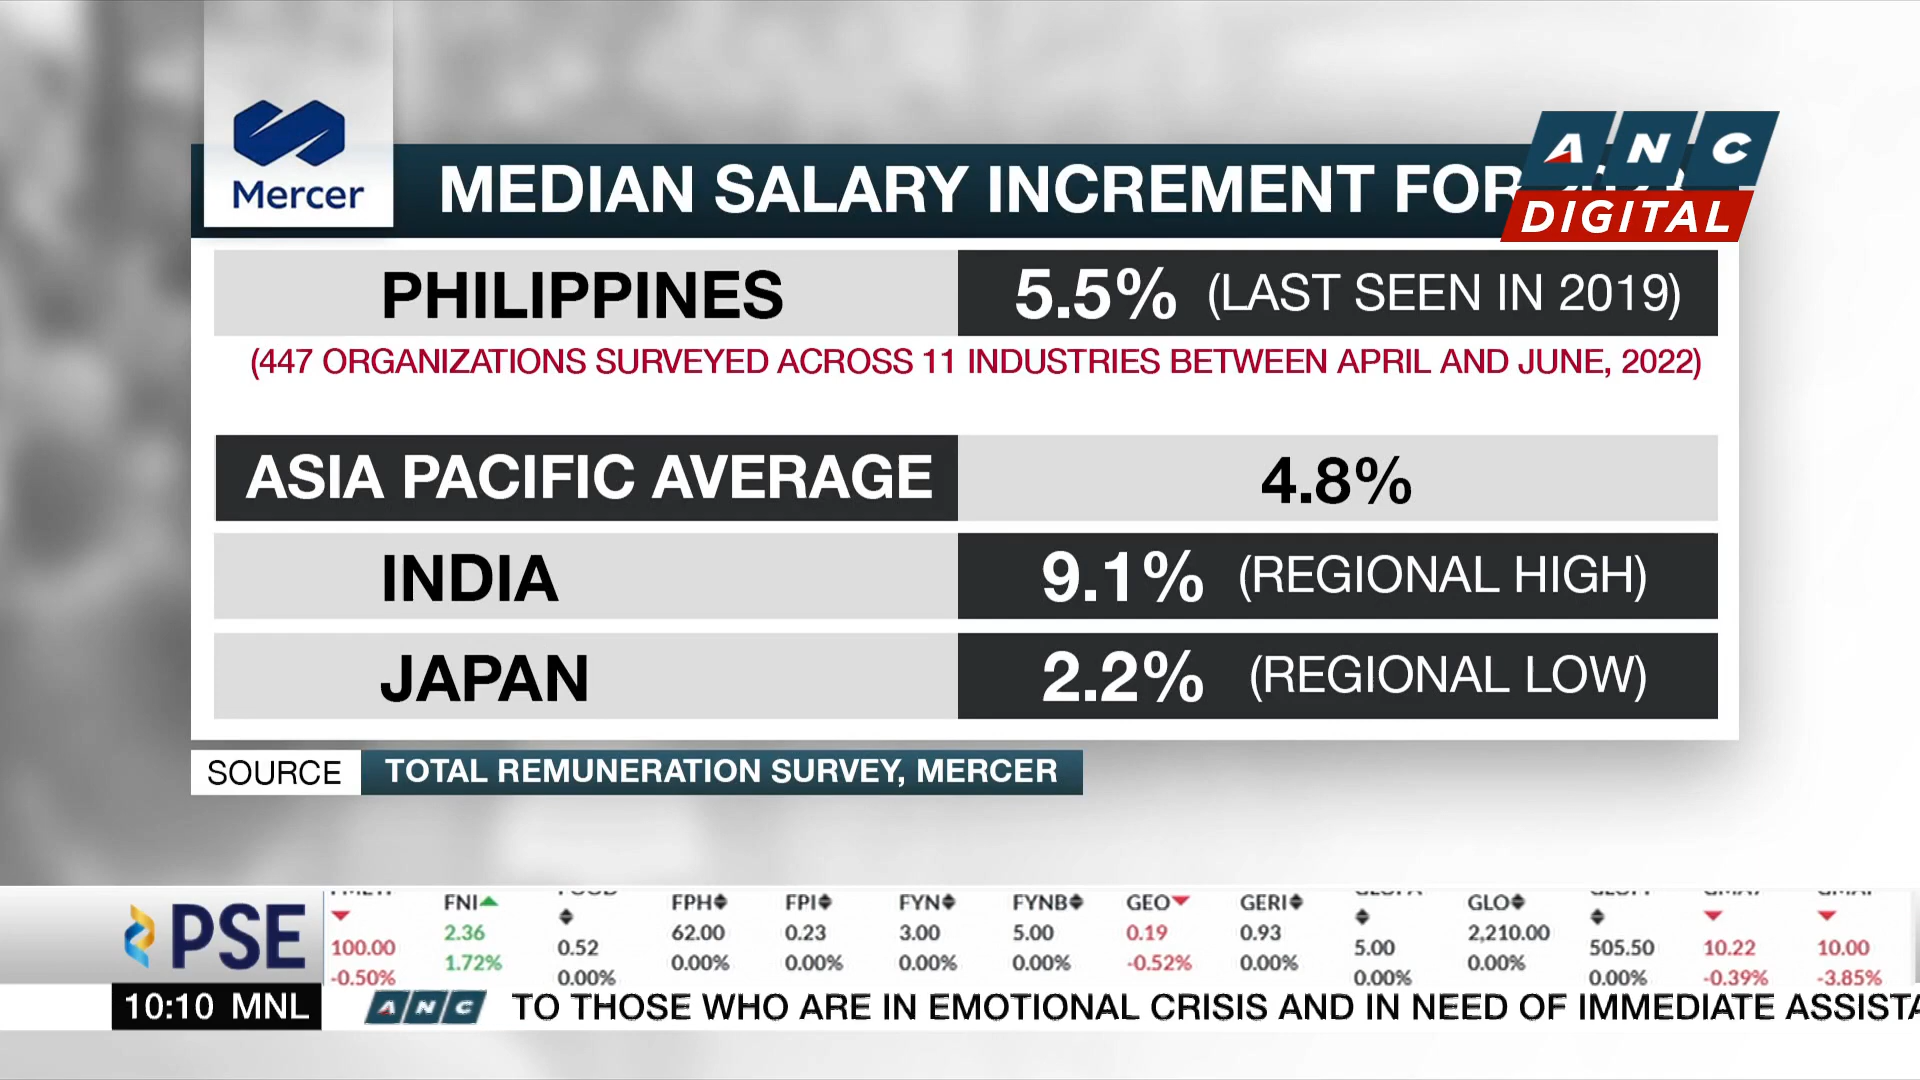 Mercer
MEDIAN SALARY INCREMENT FOR
ANC
DIGITAL
PHILIPPINES 5.5% (LAST SEEN IN 2019)
(447 ORGANIZATIONS SURVEYED ACROSS 11 INDUSTRIES BETWEEN APRIL AND JUNE, 2022)
ASIA PACIFIC AVERAGE 4.8%
INDIA 9.1% (REGIONAL HIGH)
JAPAN 2.2% (REGIONAL LOW)
SOURCE TOTAL REMUNERATION SURVEY, MERCER
PSE
100.00
-0.50%
FNI
2.36
1.72%
0.52
0.00%
FPH
62.00
0.00%
FPI
0.23
0.00%
FYN
3.00
0.00%
FYNB
5.00
0.00%
GEO
0.19
-0.52%
GERI
0.93
0.00%
5.00
0.00%
GLO
2,210.00
0.00%
505.50
0.00%
10.22
-0.39%
10.00
-3.85%
10:10 MNL
ANC TO THOSE WHO ARE IN EMOTIONAL CRISIS AND IN NEED OF IMMEDIATE ASSISTA